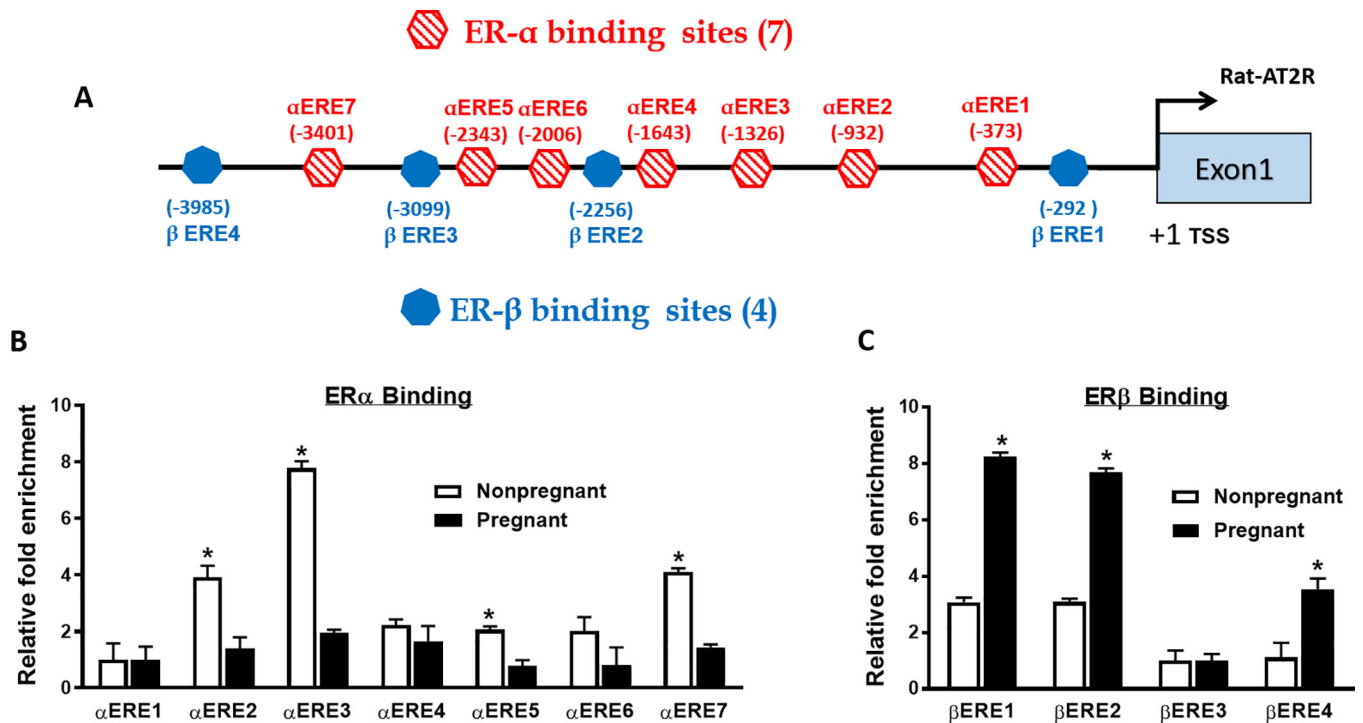 ER-α binding sites (7)
A
Rat-AT2R
αERE7 αERE5 αERE6 αERE4 αERE3 αERE2 αERE1
(-3401) (-2343) (-2006) (-1643) (-1326) (-932) (-373)
Exon1
(-3985) (-3099) (-2256) (-292 )
β ERE4 β ERE3 β ERE2 β ERE1
+1 TSS
ER-β binding sites (4)
B
ERα Binding
Relative fold enrichment
10
8
6
4
2
0
*
*
*
*
Nonpregnant
Pregnant
αERE1 αERE2 αERE3 αERE4 αERE5 αERE6 αERE7
C
ERβ Binding
Relative fold enrichment
10
8
6
4
2
0
*
*
*
Nonpregnant
Pregnant
βERE1 βERE2 βERE3 βERE4